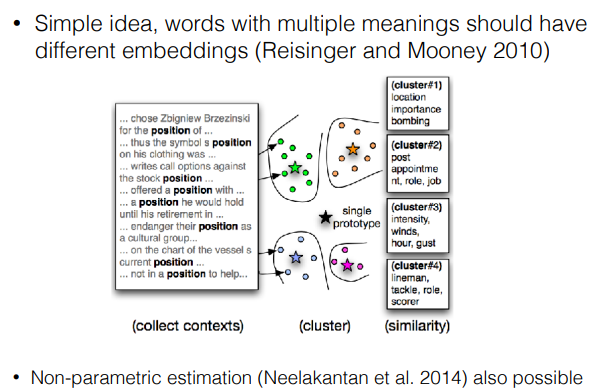 • Simple idea, words with multiple meanings should have
different embeddings (Reisinger and Mooney 2010)
... chose Zbigniew Brzezinski
for the position of ...
... thus the symbol s position
on his clothing was ...
... writes call options against
the stock position ...
... offered a position with ...
... a position he would hold
until his retirement in ...
... endanger their position as
a cultural group...
... on the chart of the vessel s
current position ...
... not in a position to help...
(collect contexts)
single
prototype
(cluster)
(cluster#1)
location
importance
bombing
(cluster#2)
post
appointme
nt, role, job
(cluster#3)
intensity,
winds,
hour, gust
(cluster#4)
lineman,
tackle, role,
scorer
(similarity)
• Non-parametric estimation (Neelakantan et al. 2014) also possible